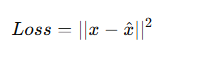 Loss = ||x − x̂||²